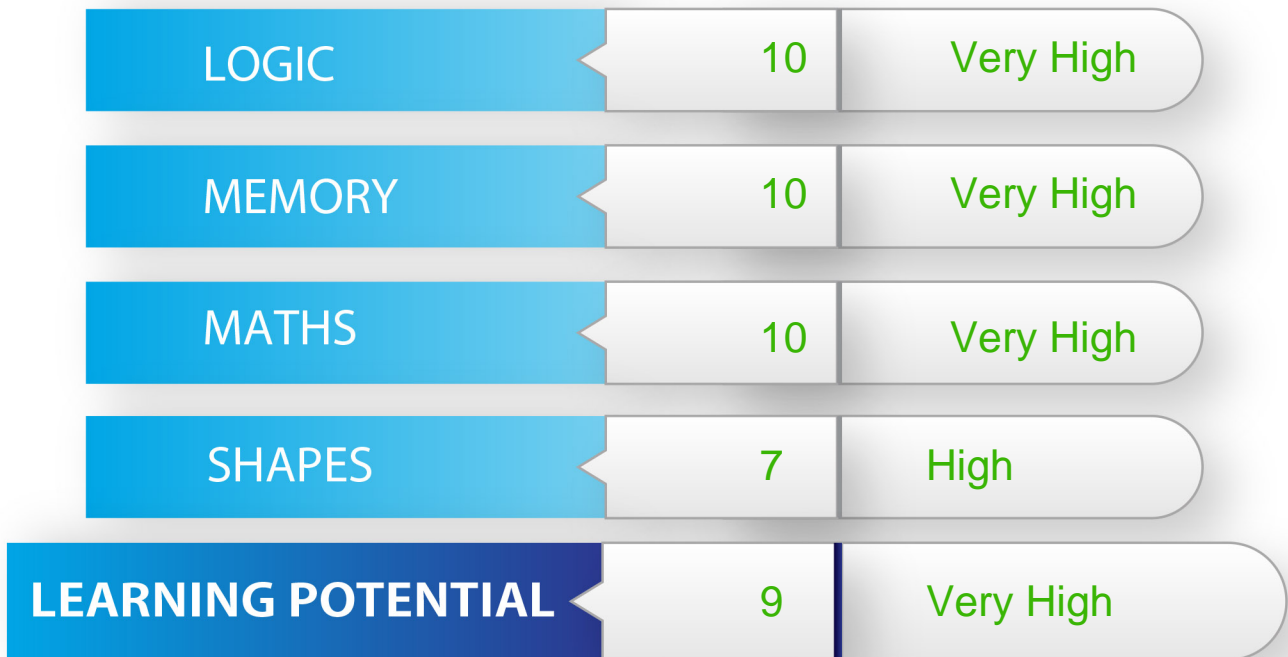 LOGIC 10 Very High
MEMORY 10 Very High
MATHS 10 Very High
SHAPES 7 High
LEARNING POTENTIAL 9 Very High